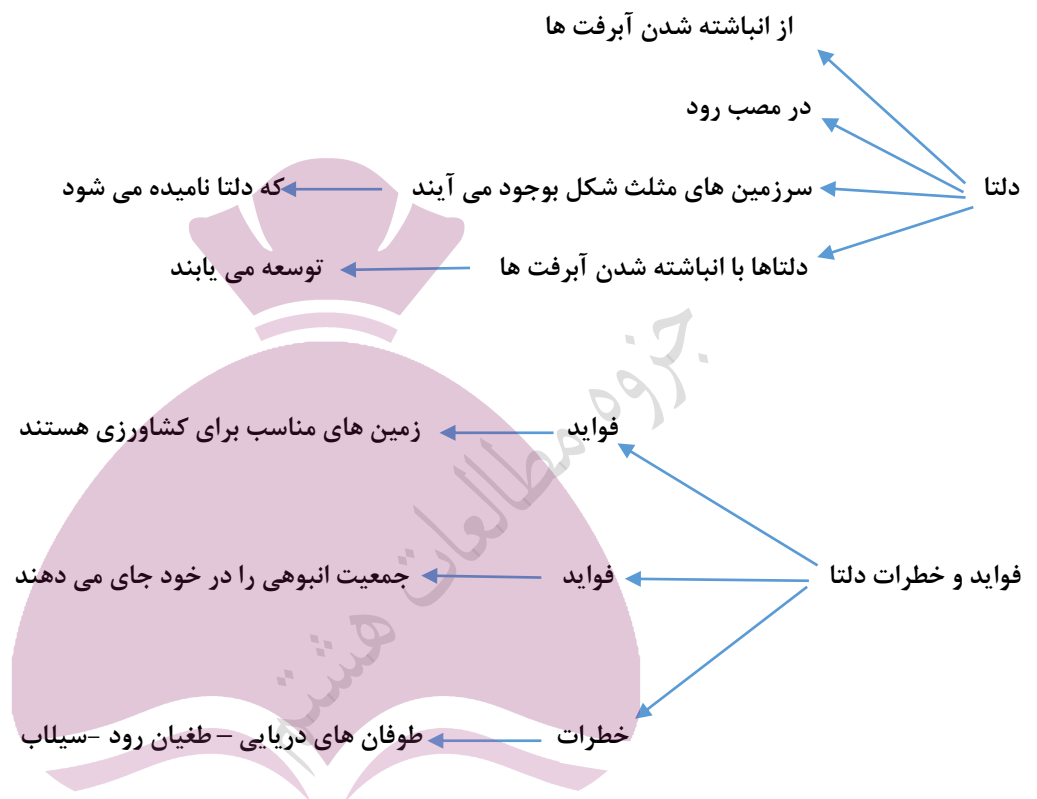 از انباشته شدن آبرفت ها
در مصب رود
دلتا سرزمین های مثلث شکل بوجود می آیند که دلتا نامیده می شود
دلتاها با انباشته شدن آبرفت ها توسعه می یابند
فواید زمین های مناسب برای کشاورزی هستند
فواید و خطرات دلتا فواید جمعیت انبوهی را در خود جای می دهند
خطرات طوفان های دریایی – طغیان رود –سیلاب
جزوه مطالعات هشتم